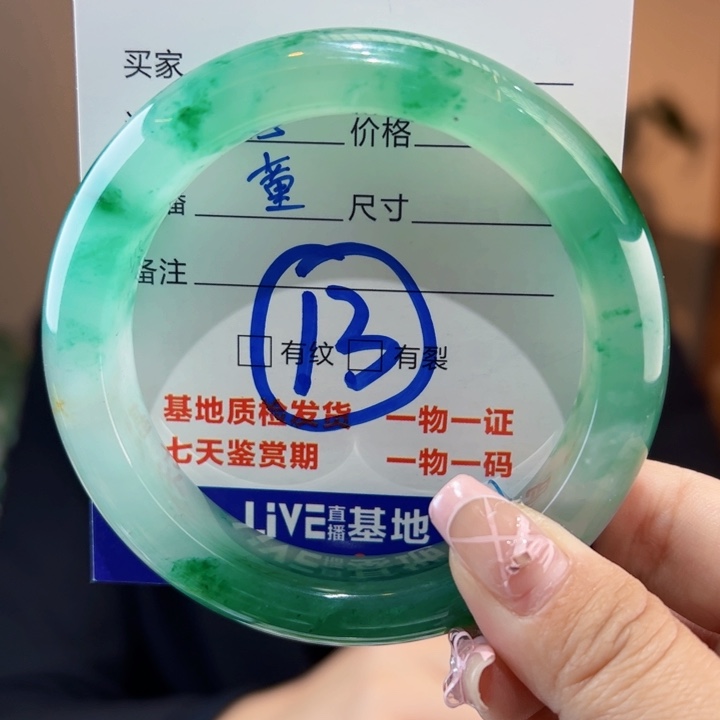 买家
价格
童 尺寸
备注
13
有纹 有裂
基地质检发货 一物一证
七天鉴赏期 一物一码
LiVE直播基地